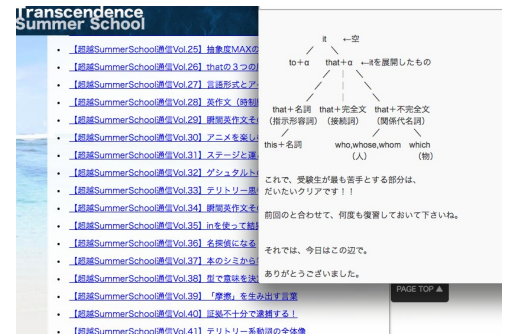 Transcendence
Summer School
【超越SummerSchool通信Vol.25】抽象度MAXの
【超越SummerSchool通信Vol.26】thatの３つの
【超越SummerSchool通信Vol.27】言語形式とア
【超越SummerSchool通信Vol.28】英作文（時制
【超越SummerSchool通信Vol.29】瞬間英作文そ
【超越SummerSchool通信Vol.30】アニメを楽し
【超越SummerSchool通信Vol.31】ステージと運
【超越SummerSchool通信Vol.32】ゲシュタルト
【超越SummerSchool通信Vol.33】テリトリー思
【超越SummerSchool通信Vol.34】瞬間英作文そ
【超越SummerSchool通信Vol.35】inを使って結
【超越SummerSchool通信Vol.36】名探偵になる
【超越SummerSchool通信Vol.37】本のシミから
【超越SummerSchool通信Vol.38】型で意味を決
【超越SummerSchool通信Vol.39】「摩擦」を生み出す言葉
【超越SummerSchool通信Vol.40】証拠不十分で逮捕する！
【超越SummerSchool通信Vol.41】テリトリー系動詞の全体像
it ←空
to＋α that＋α ←itを展開したもの
that＋名詞 that＋完全文 that＋不完全文
（指示形容詞）（接続詞）（関係代名詞）
this＋名詞 who,whose,whom which
（人）（物）
これで、受験生が最も苦手とする部分は、
だいたいクリアです！！
前回のと合わせて、何度も復習しておいて下さいね。
それでは、今日はこの辺で。
ありがとうございました。
PAGE TOP ▲